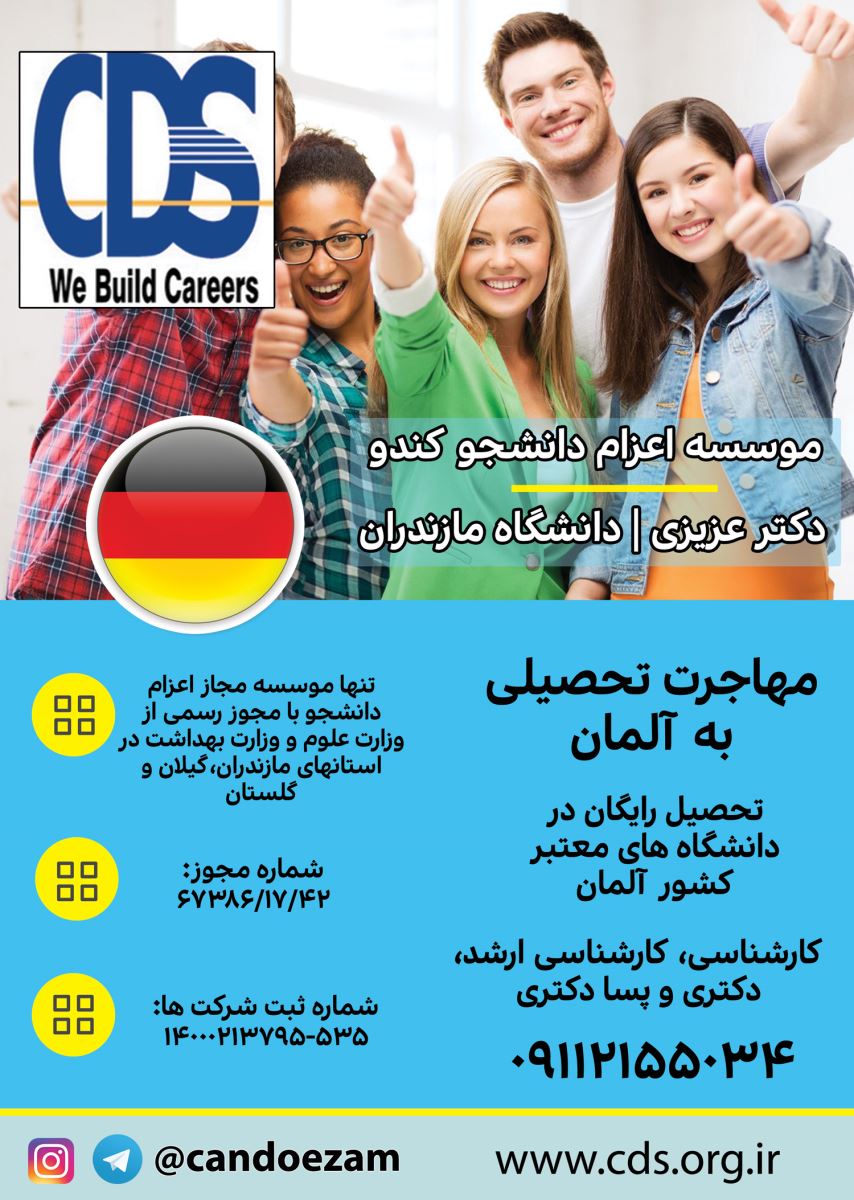 CDS
We Build Careers
موسسه اعزام دانشجو کندو
دکتر عزیزی | دانشگاه مازندران
مهاجرت تحصیلی
به آلمان
تحصیل رایگان در
دانشگاه های معتبر
کشور آلمان
کارشناسی، کارشناسی ارشد،
دکتری و پسا دکتری
۰۹۱۱۲۱۵۵۰۳۴
تنها موسسه مجاز اعزام
دانشجو با مجوز رسمی از
وزارت علوم و وزارت بهداشت در
استانهای مازندران،گیلان و
گلستان
شماره مجوز:
۶۷۳۸۶/۱۷/۴۲
شماره ثبت شرکت ها:
۱۴۰۰۰۲۱۳۷۹۵-۵۳۵
@candoezam
www.cds.org.ir